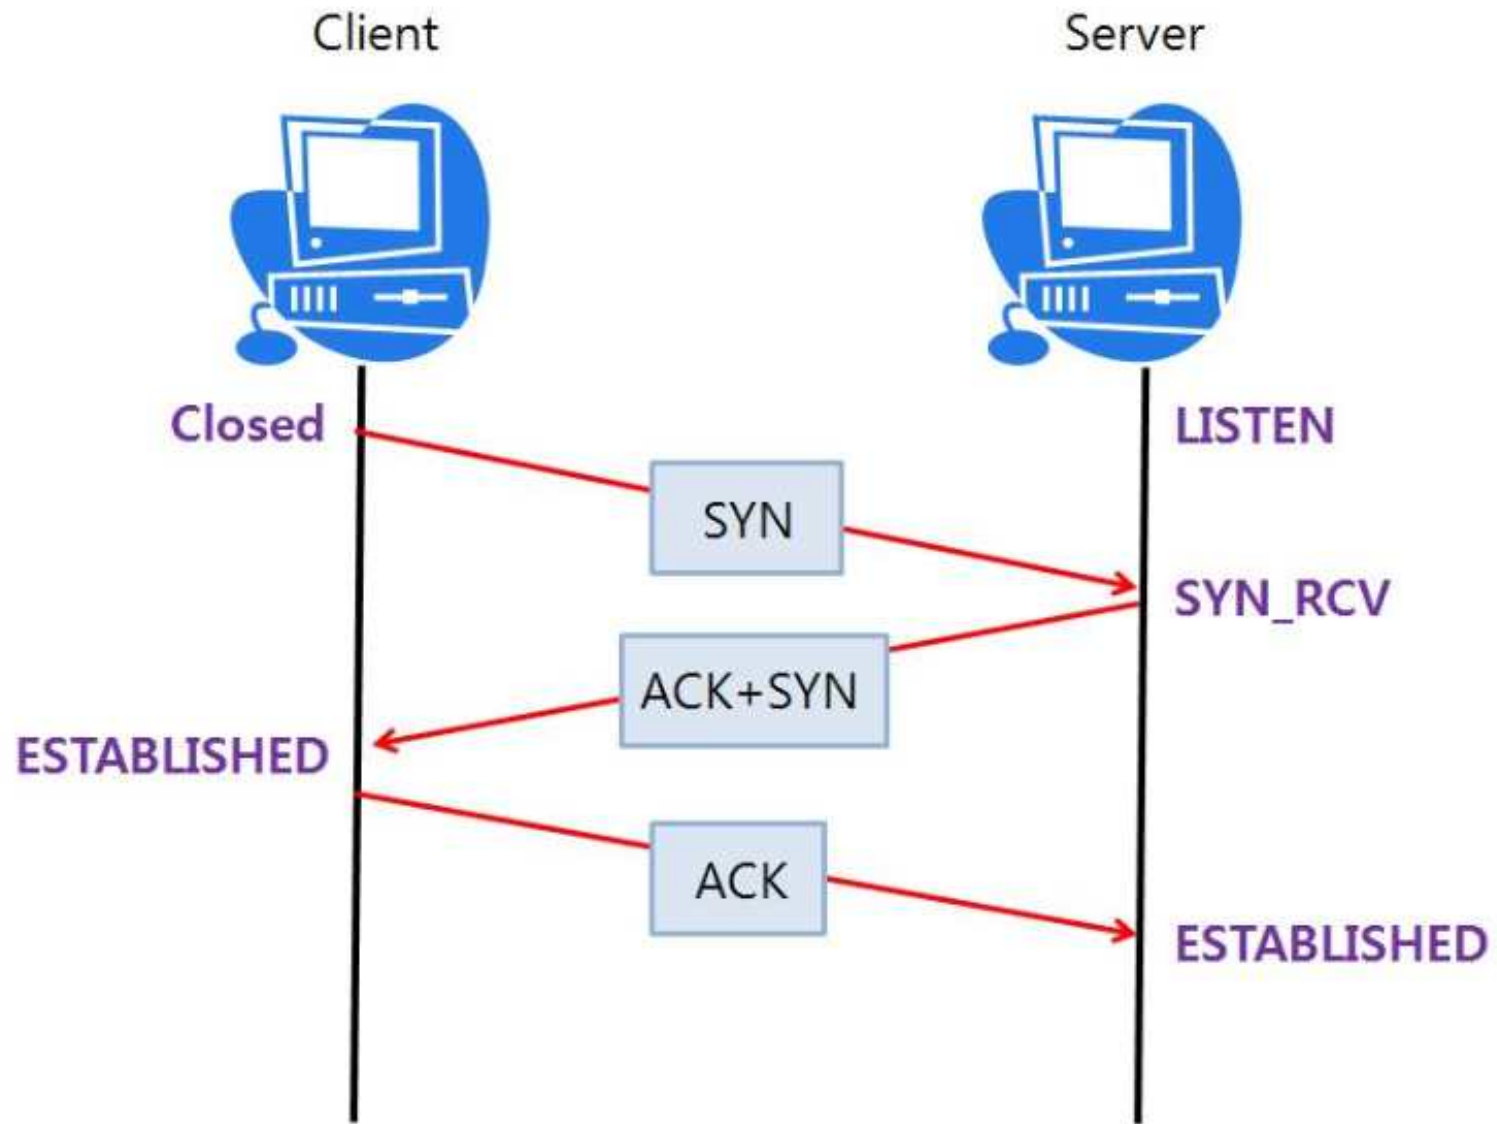 Client
Server
Closed
LISTEN
SYN
SYN_RCV
ACK+SYN
ESTABLISHED
ACK
ESTABLISHED